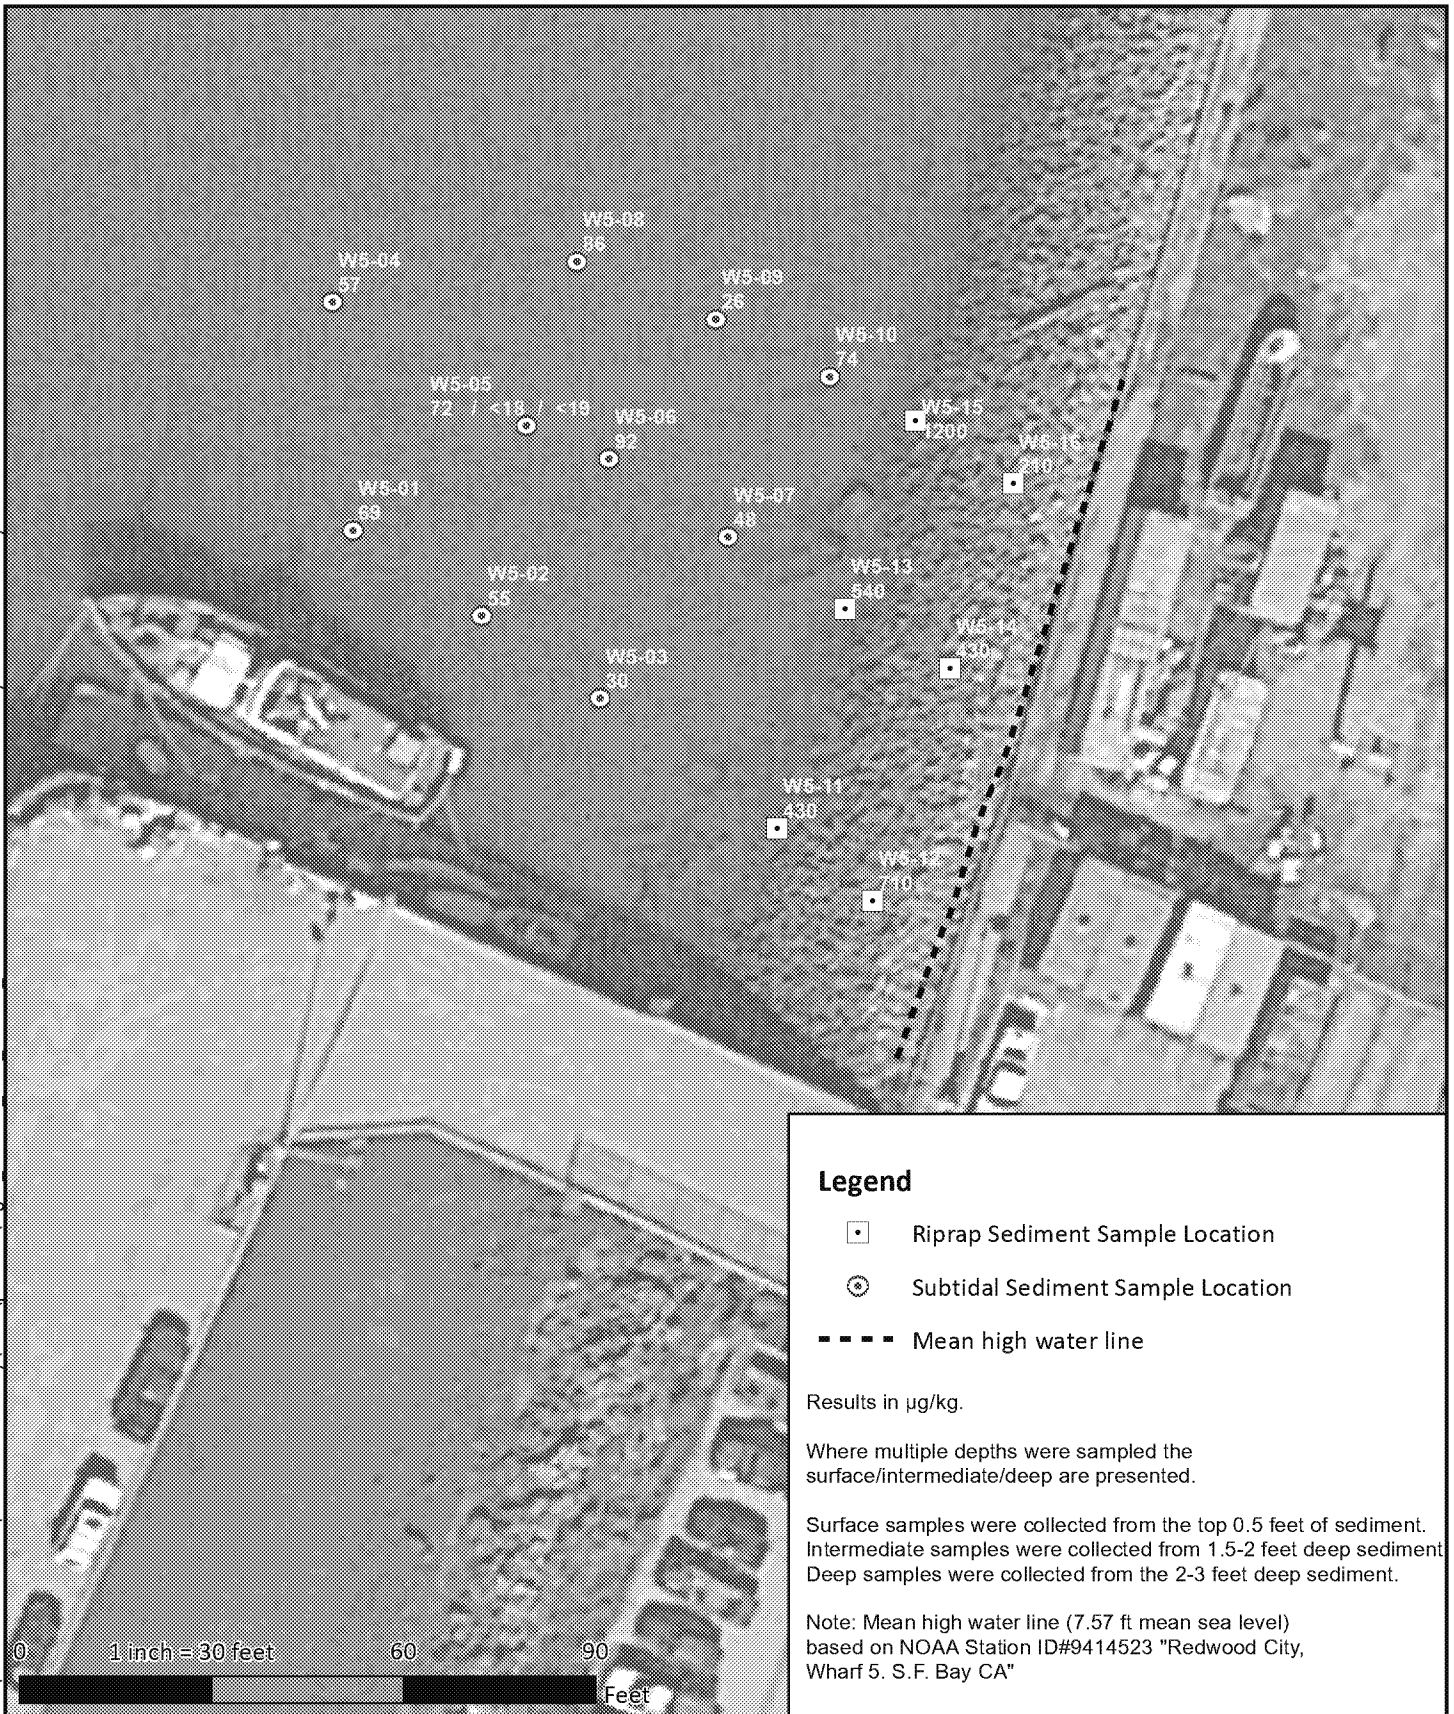 W5-08
86
W5-04
57
W5-09
26
W5-10
74
W5-05
72 / <18 / <19
W5-06
92
W5-15
1200
W5-16
210
W5-01
68
W5-07
48
W5-13
540
W5-02
55
W5-14
430
W5-03
30
W5-11
430
W5-12
710
Legend
Riprap Sediment Sample Location
Subtidal Sediment Sample Location
Mean high water line
Results in µg/kg.
Where multiple depths were sampled the
surface/intermediate/deep are presented.
Surface samples were collected from the top 0.5 feet of sediment.
Intermediate samples were collected from 1.5-2 feet deep sediment
Deep samples were collected from the 2-3 feet deep sediment.
Note: Mean high water line (7.57 ft mean sea level)
based on NOAA Station ID#9414523 "Redwood City,
Wharf 5. S.F. Bay CA"
0 1 inch = 30 feet 60 90
Feet